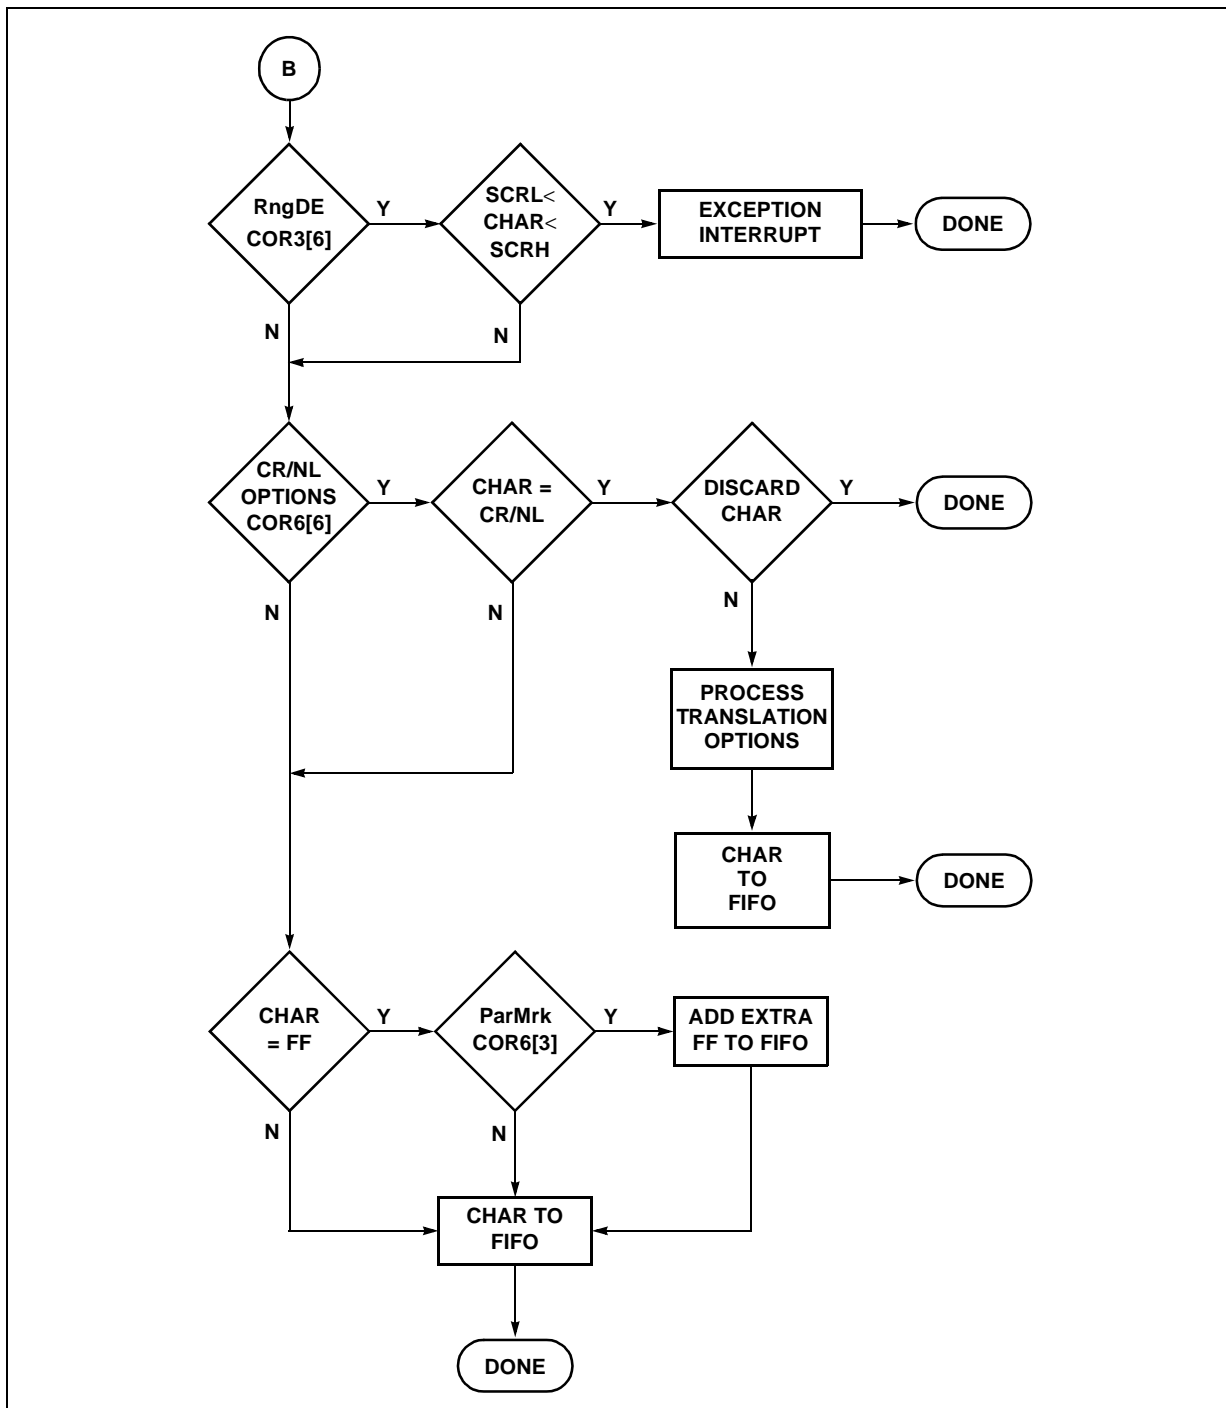 B
RngDE
COR3[6]
Y
SCRL<
CHAR<
SCRH
Y
EXCEPTION
INTERRUPT
DONE
N
N
CR/NL
OPTIONS
COR6[6]
Y
CHAR =
CR/NL
Y
DISCARD
CHAR
Y
DONE
N
N
N
PROCESS
TRANSLATION
OPTIONS
CHAR
TO
FIFO
DONE
CHAR
= FF
Y
ParMrk
COR6[3]
Y
ADD EXTRA
FF TO FIFO
N
N
CHAR TO
FIFO
DONE